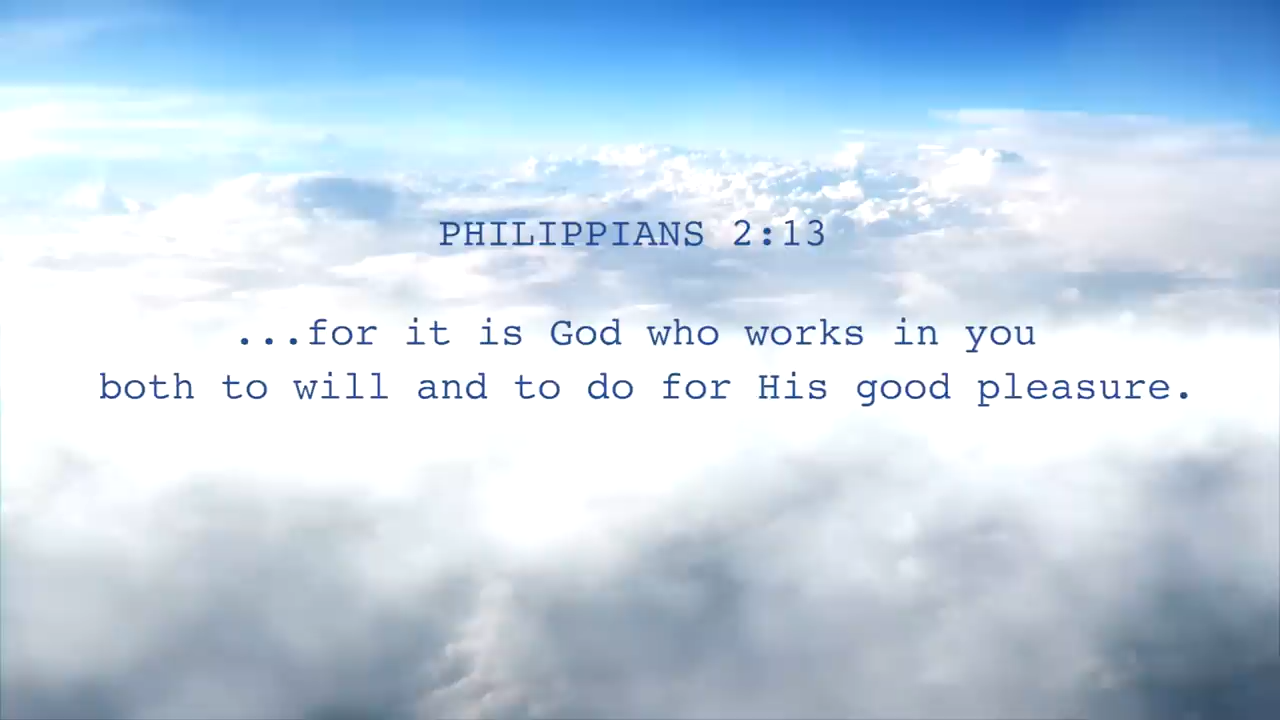 PHILIPPIANS 2:13
...for it is God who works in you
both to will and to do for His good pleasure.